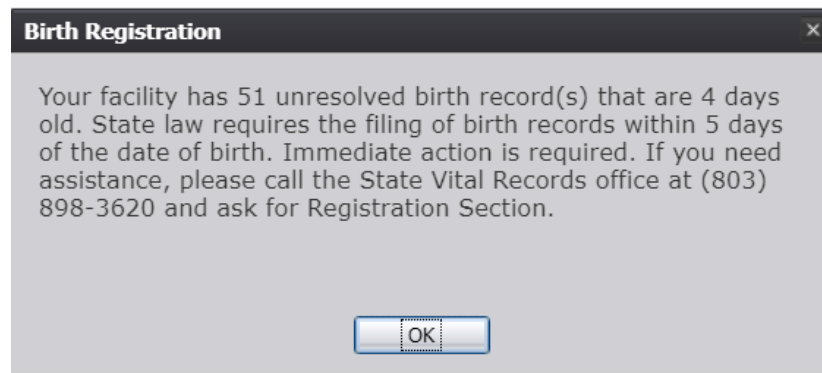 Birth Registration
Your facility has 51 unresolved birth record(s) that are 4 days
old. State law requires the filing of birth records within 5 days
of the date of birth. Immediate action is required. If you need
assistance, please call the State Vital Records office at (803)
898-3620 and ask for Registration Section.
OK